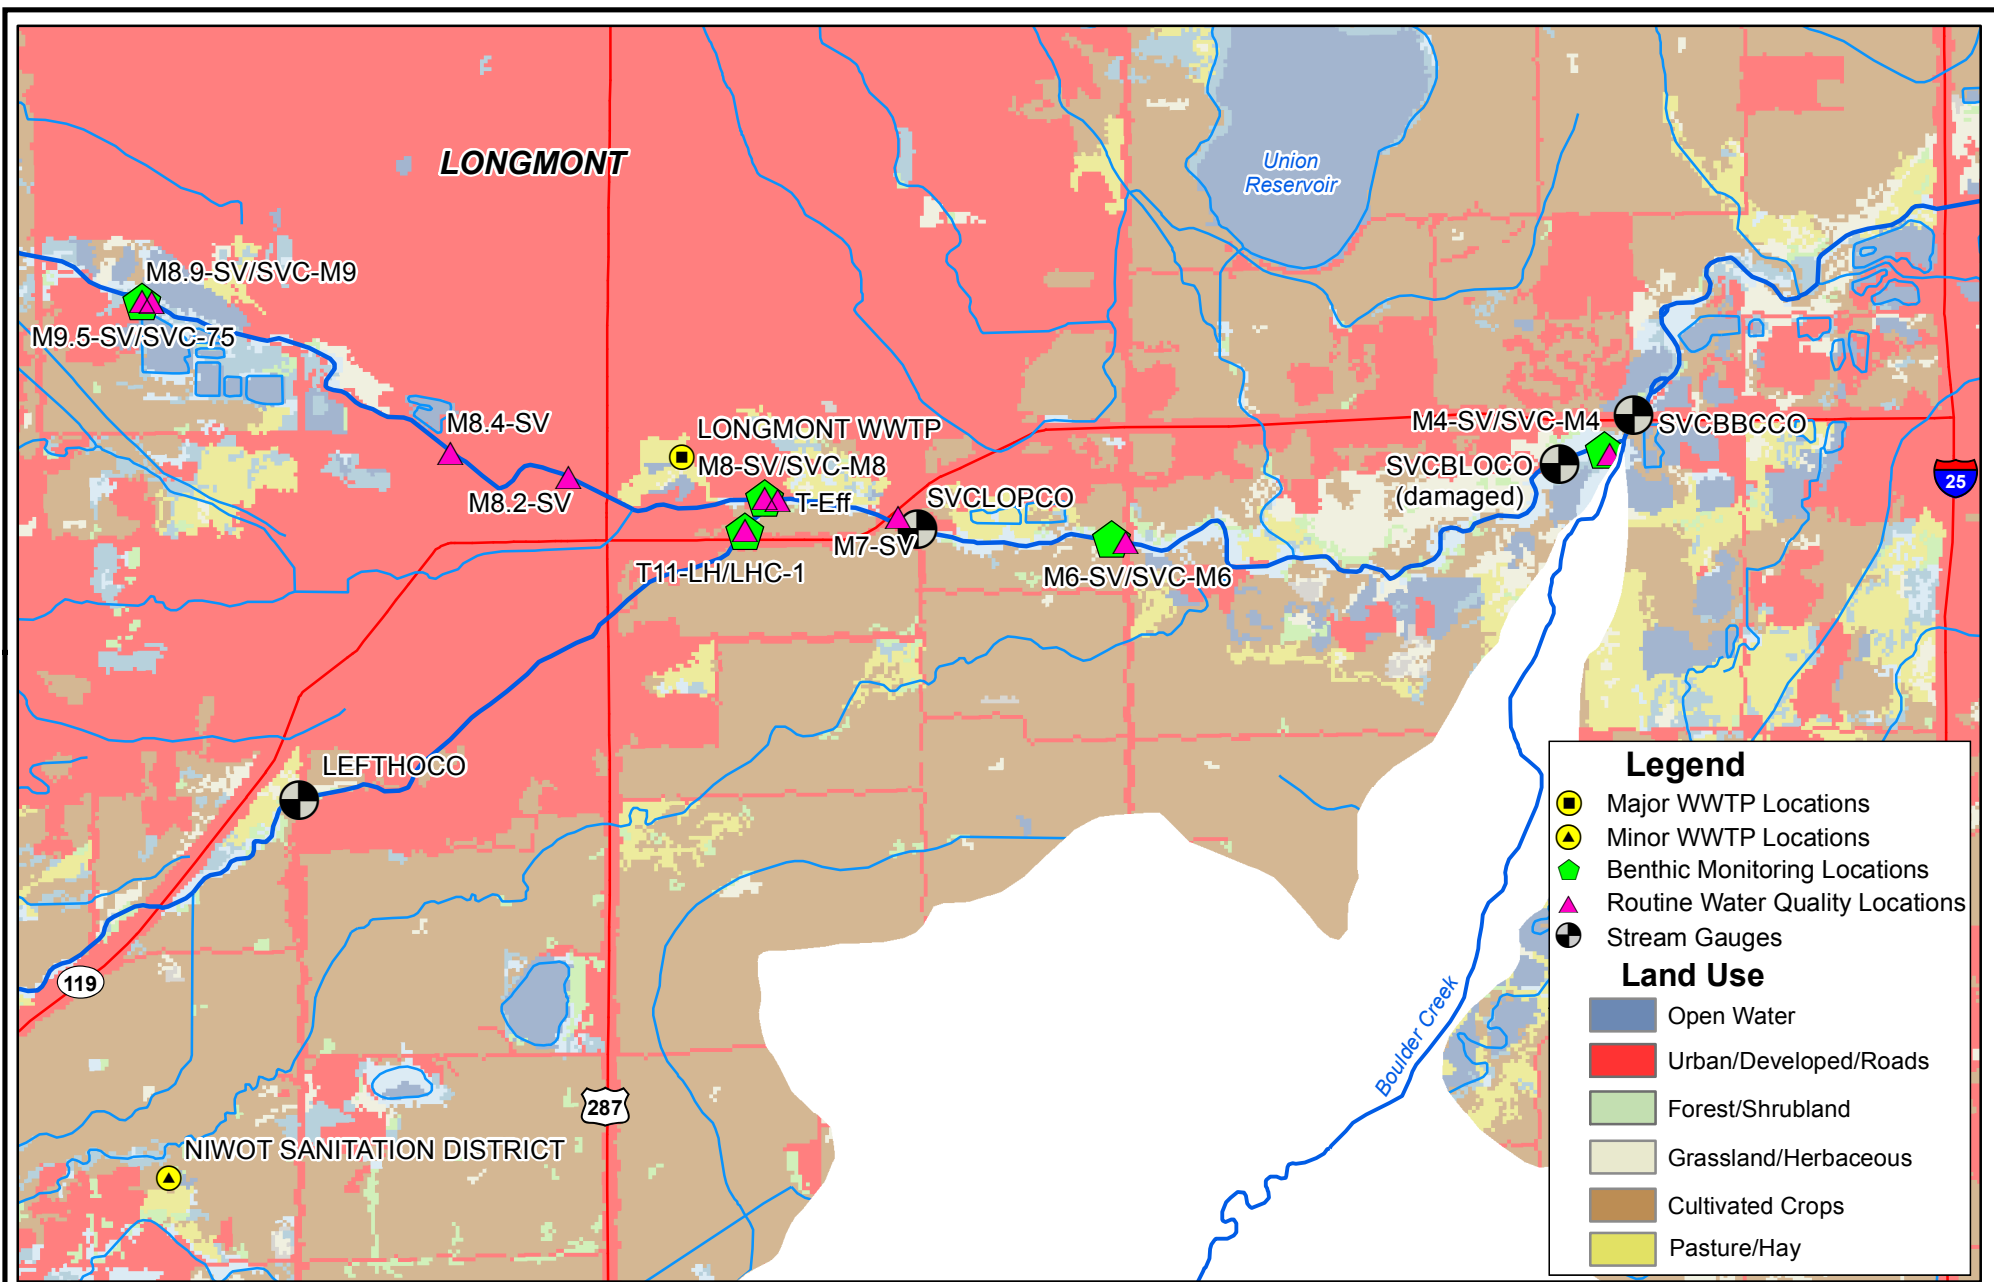 LONGMONT
Union
Reservoir
M8.9-SV/SVC-M9
M9.5-SV/SVC-75
M8.4-SV
M8.2-SV
LONGMONT WWTP
M8-SV/SVC-M8
T-Eff
SVCLOPCO
M7-SV
T11-LH/LHC-1
M6-SV/SVC-M6
M4-SV/SVC-M4
SVCBBCCO
SVCBLOCO
(damaged)
25
LEFTHOCO
119
287
NIWOT SANITATION DISTRICT
Boulder Creek
Legend
Major WWTP Locations
Minor WWTP Locations
Benthic Monitoring Locations
Routine Water Quality Locations
Stream Gauges
Land Use
Open Water
Urban/Developed/Roads
Forest/Shrubland
Grassland/Herbaceous
Cultivated Crops
Pasture/Hay